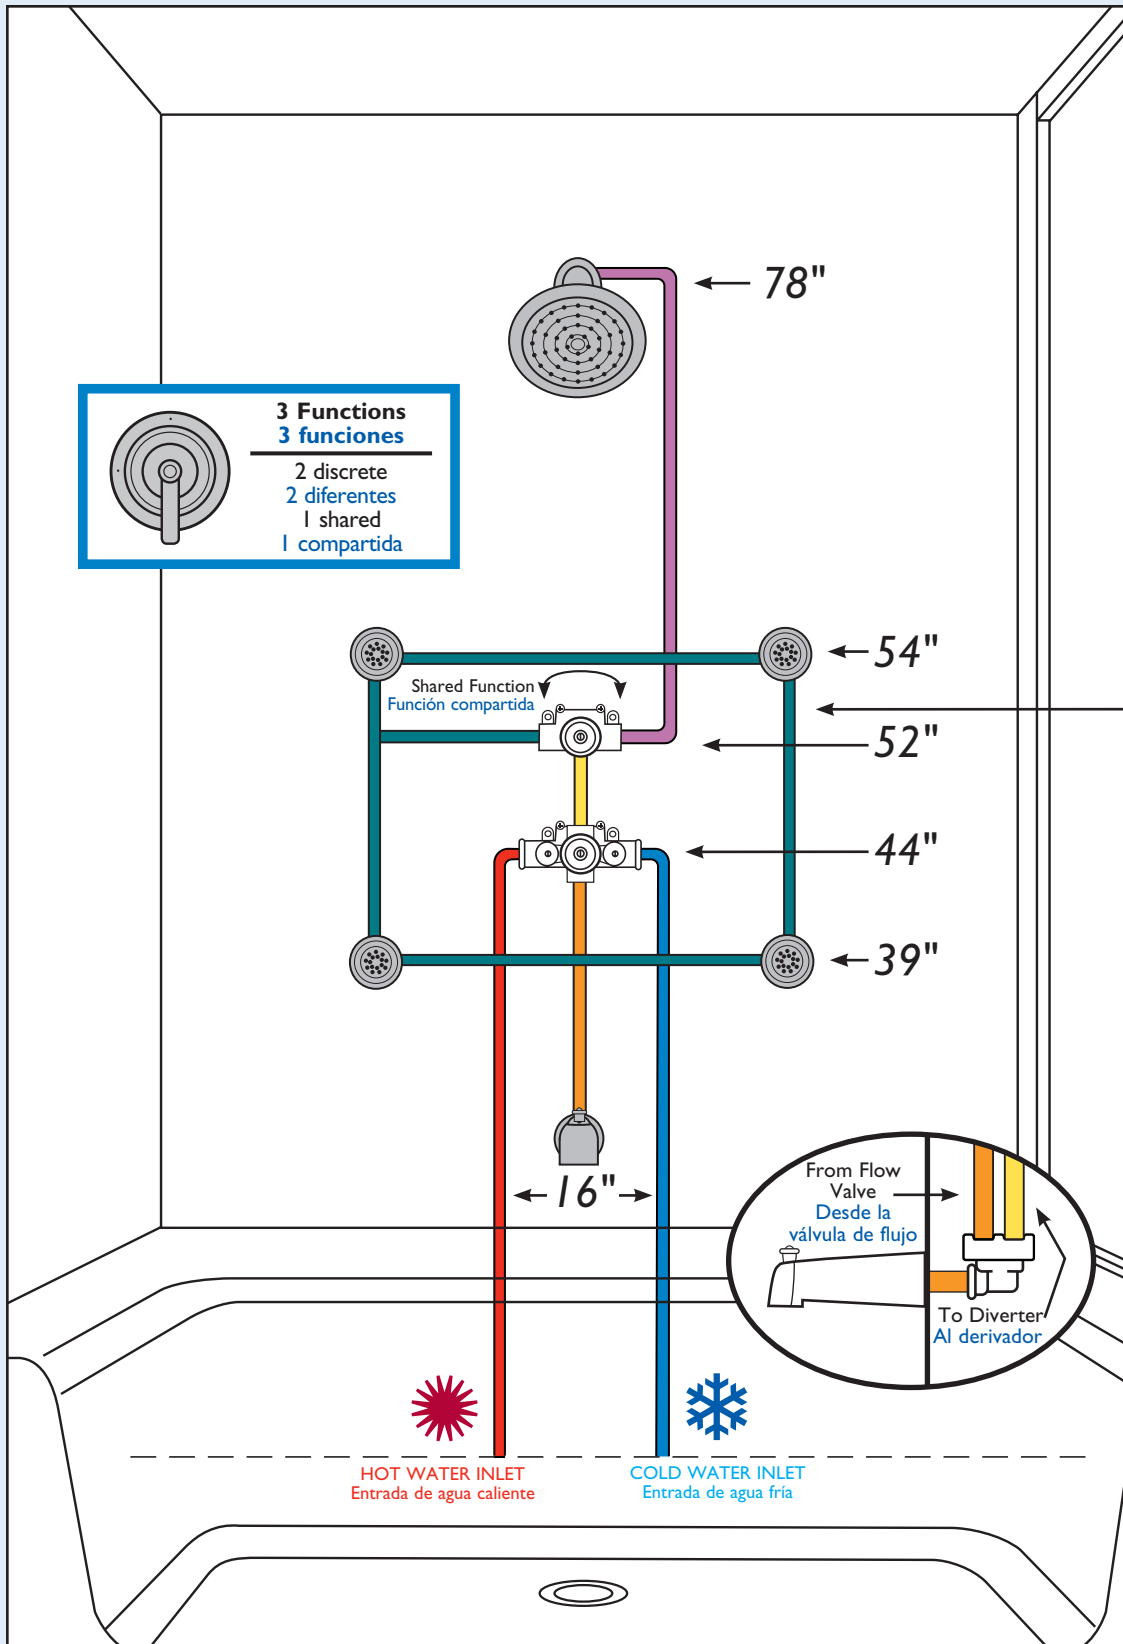 78"
3 Functions
3 funciones
2 discrete
2 diferentes
1 shared
1 compartida
54"
Shared Function
Función compartida
52"
44"
39"
16"
From Flow
Valve
Desde la
válvula de flujo
To Diverter
Al derivador
HOT WATER INLET
Entrada de agua caliente
COLD WATER INLET
Entrada de agua fría